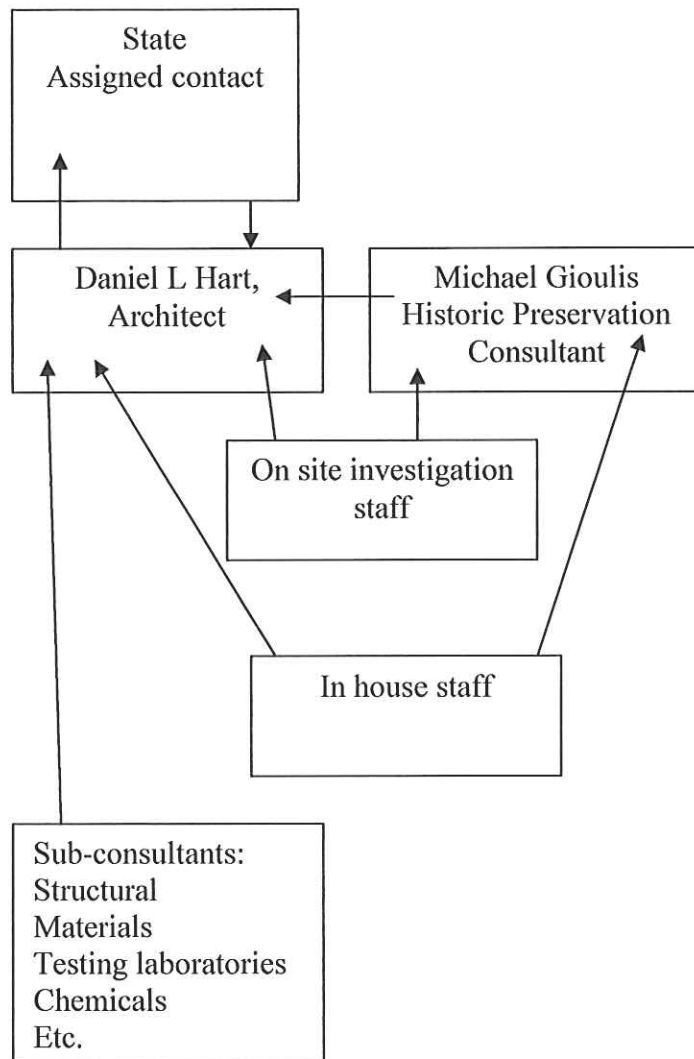 State
Assigned contact
Daniel L Hart,
Architect
Michael Gioulis
Historic Preservation
Consultant
On site investigation
staff
In house staff
Sub-consultants:
Structural
Materials
Testing laboratories
Chemicals
Etc.